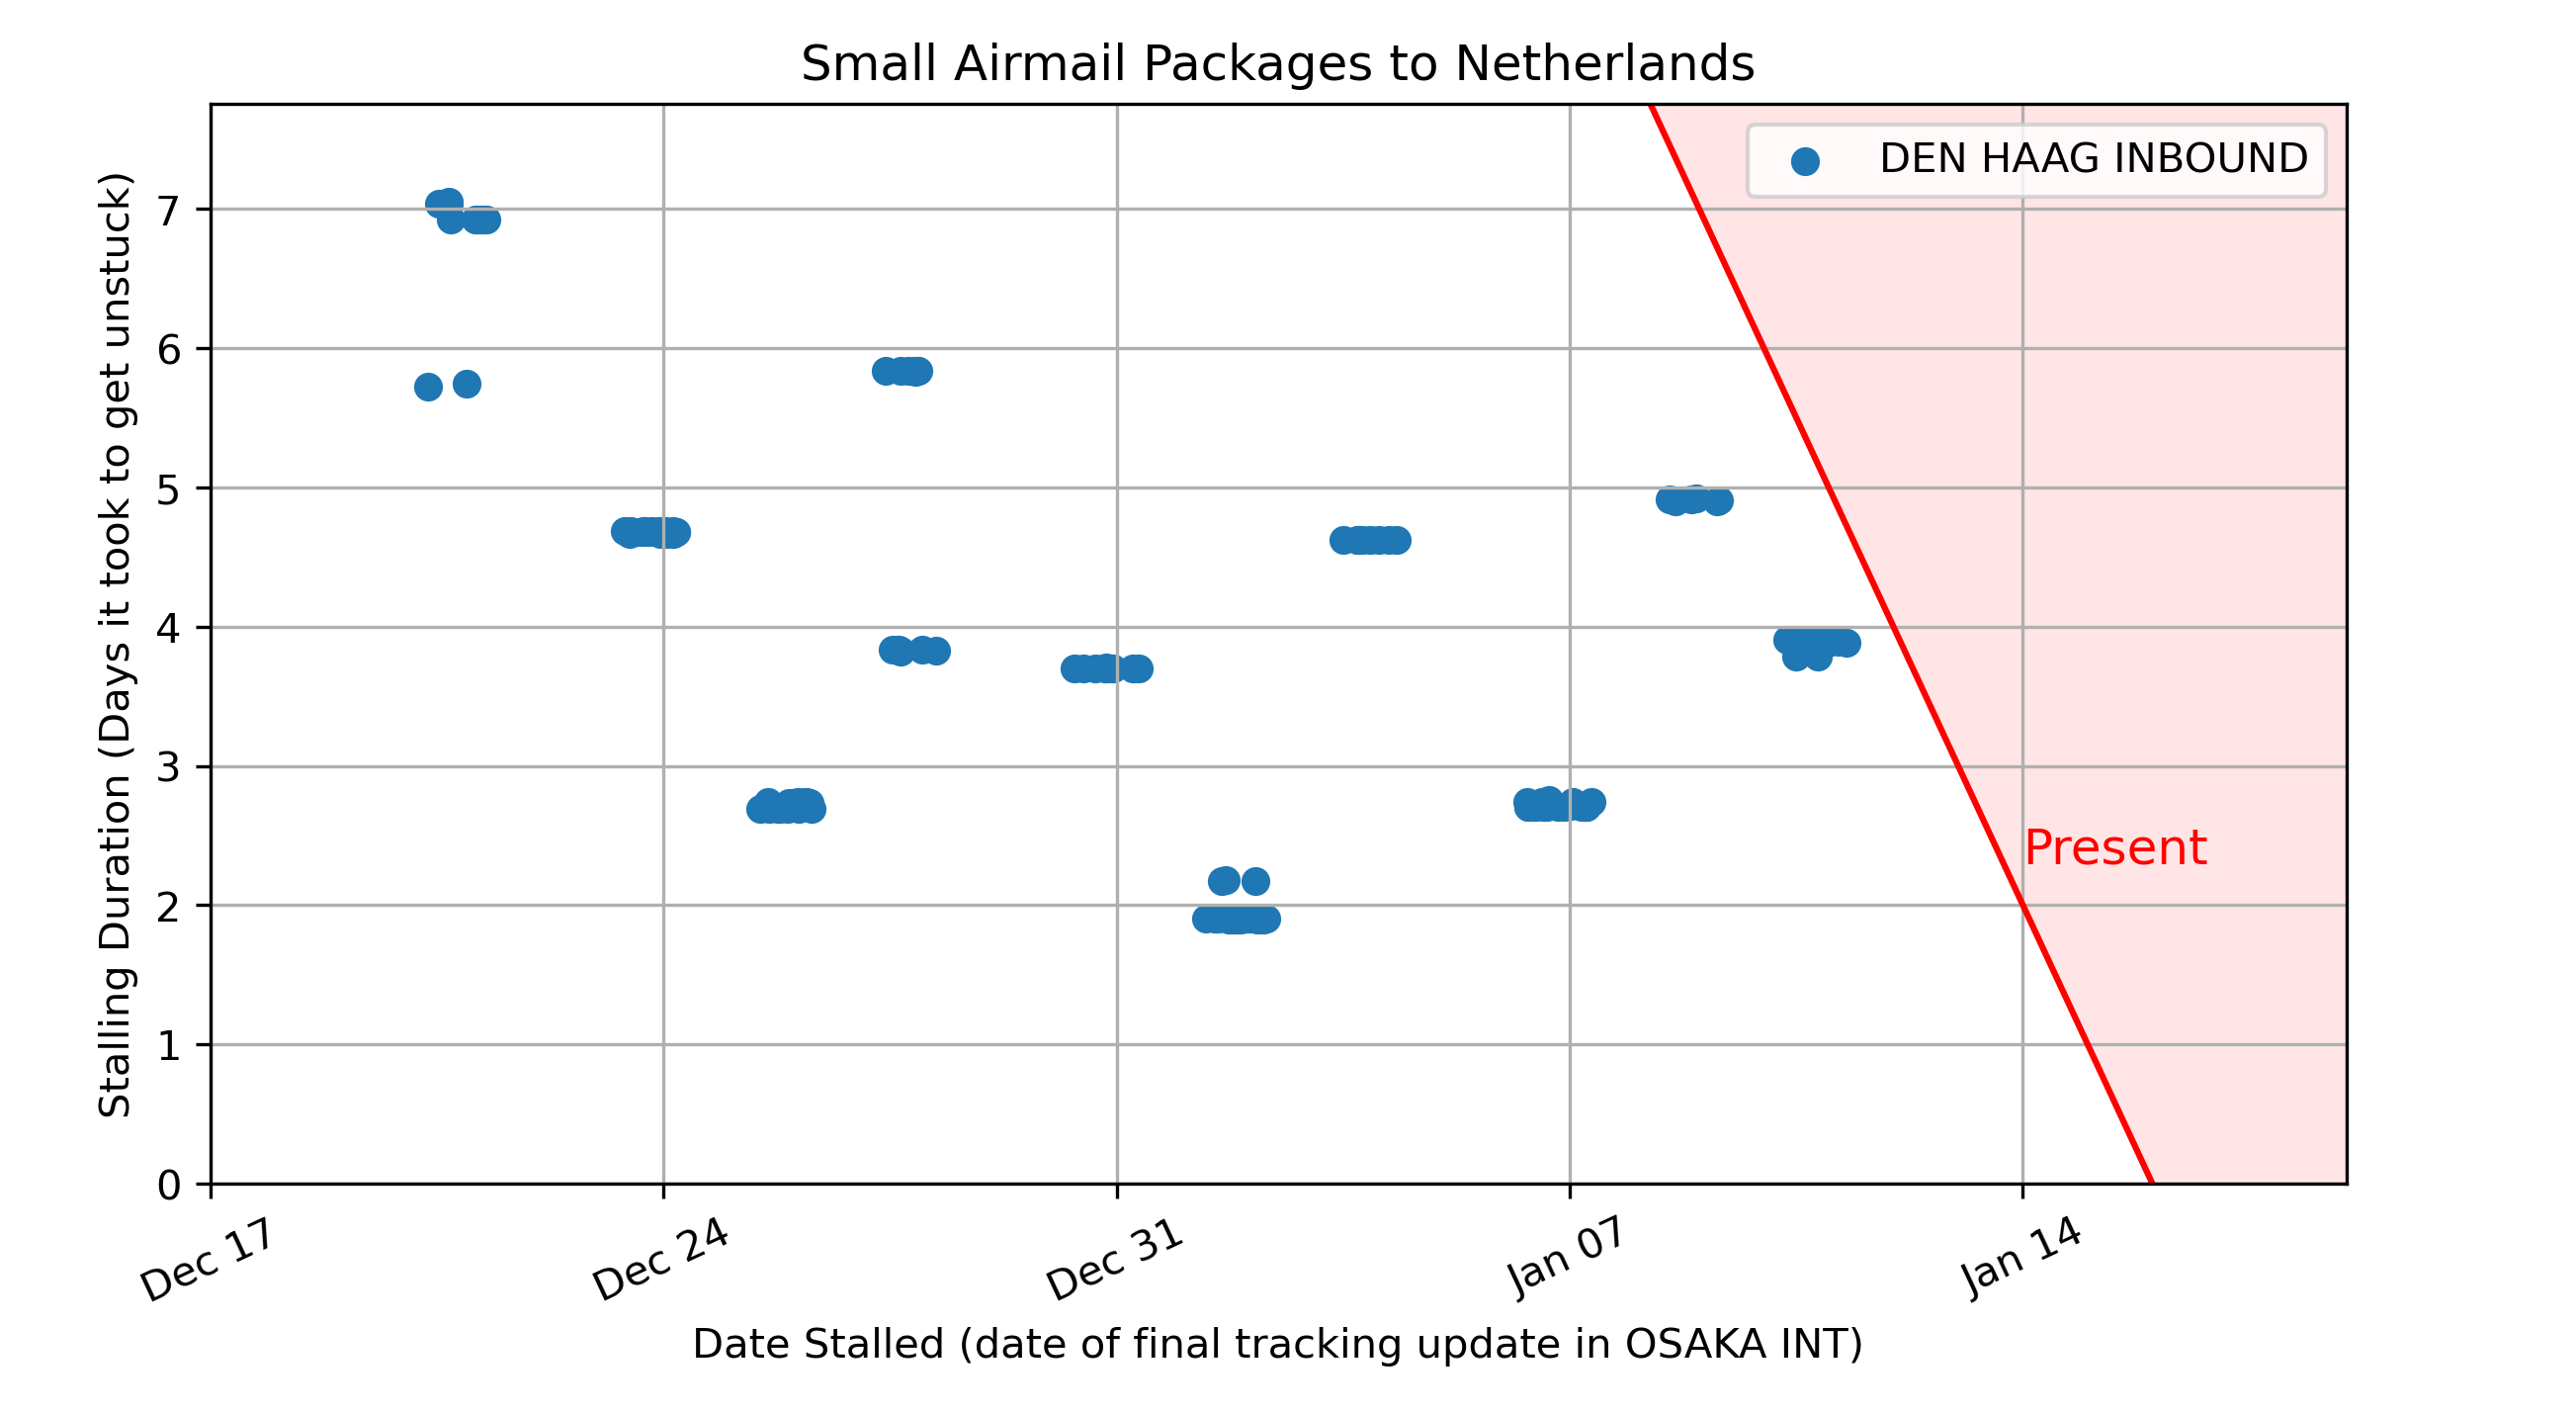 Small Airmail Packages to Netherlands
DEN HAAG INBOUND
Stalling Duration (Days it took to get unstuck)
7
6
5
4
3
2
1
0
Present
Dec 17
Dec 24
Dec 31
Jan 07
Jan 14
Date Stalled (date of final tracking update in OSAKA INT)